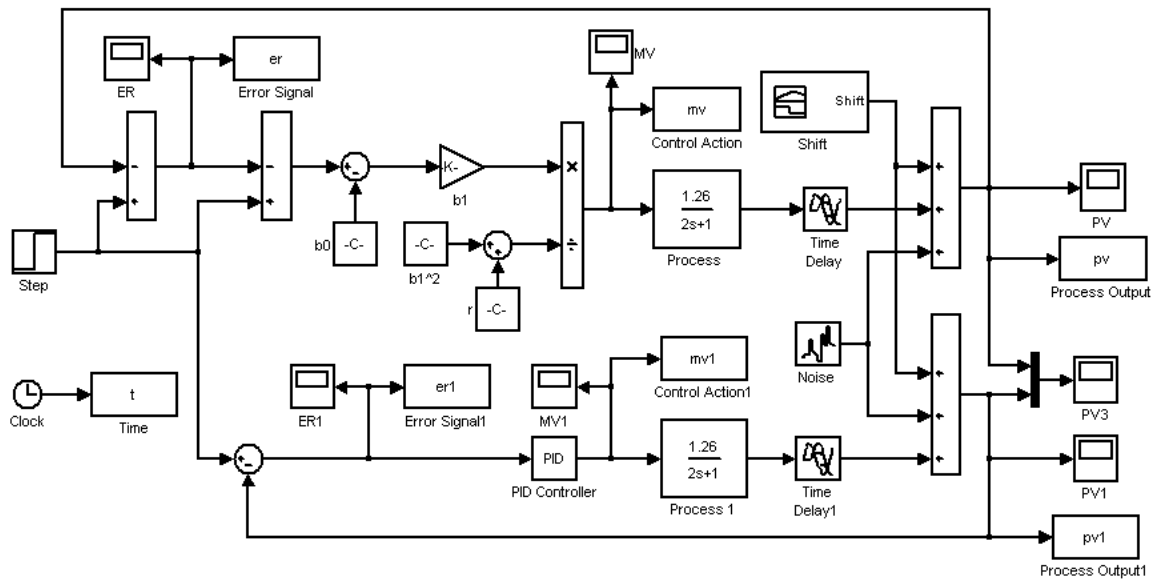 er
ER
Error Signal
MV
mv
Control Action
Shift
Shift
-K-
b1
×
÷
1.26
2s+1
Process
Time
Delay
PV
pv
Process Output
Step
b0
-C-
-C-
b1^2
r
-C-
Noise
Clock
t
Time
ER1
er1
Error Signal1
MV1
mv1
Control Action1
PID
PID Controller
1.26
2s+1
Process 1
Time
Delay1
PV3
PV1
pv1
Process Output1